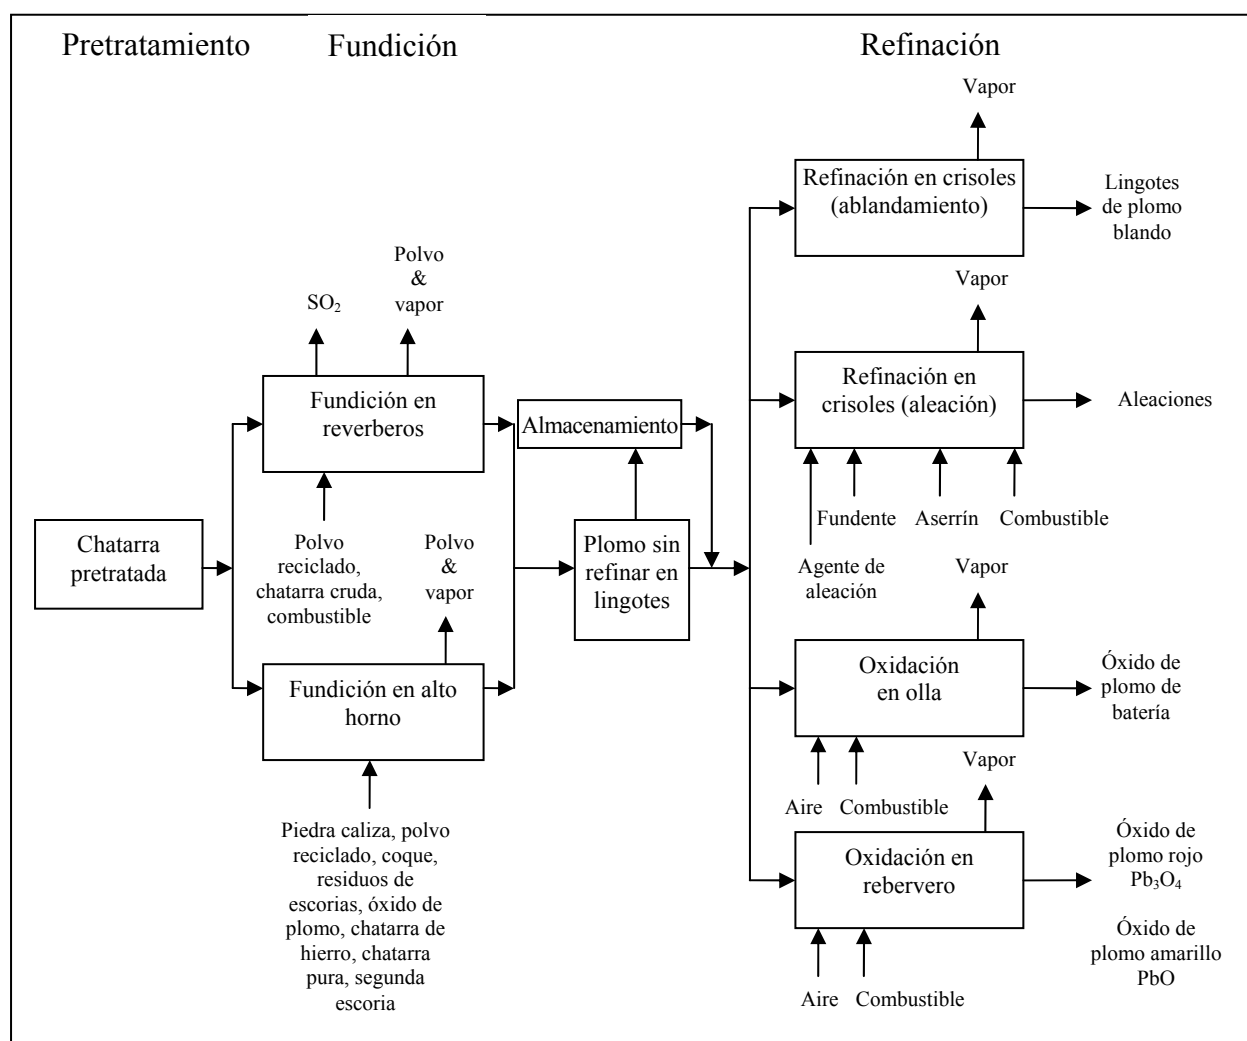 Pretratamiento
Fundición
Refinación
Vapor
Refinación en crisoles
(ablandamiento)
Lingotes
de plomo
blando
Polvo
&
vapor
SO₂
Vapor
Fundición en
reverberos
Almacenamiento
Refinación en
crisoles (aleación)
Aleaciones
Fundente
Aserrín
Combustible
Agente de
aleación
Chatarra
pretratada
Polvo
reciclado,
chatarra cruda,
combustible
Polvo
&
vapor
Plomo sin
refinar en
lingotes
Vapor
Fundición en alto
horno
Oxidación
en olla
Óxido de
plomo de
batería
Aire
Combustible
Vapor
Piedra caliza, polvo
reciclado, coque,
residuos de
escorias, óxido de
plomo, chatarra de
hierro, chatarra
pura, segunda
escoria
Oxidación en
rebervero
Óxido de
plomo rojo
Pb₃O₄
Óxido de
plomo amarillo
PbO
Aire
Combustible